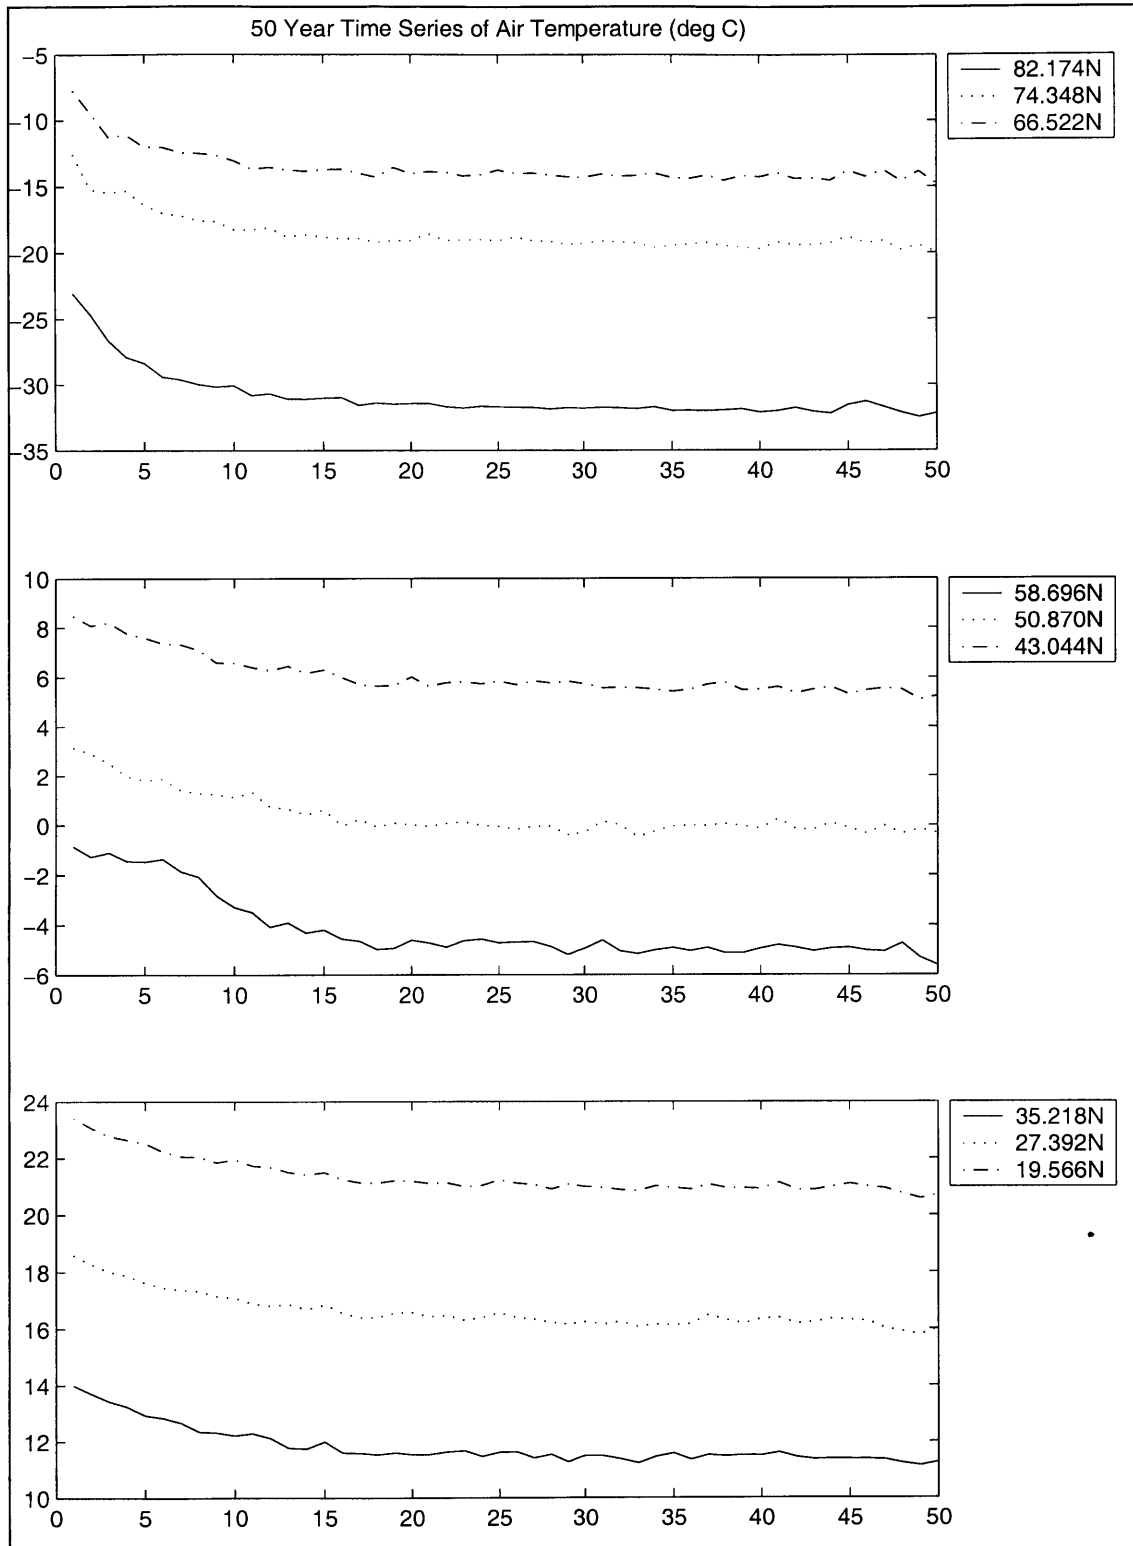 50 Year Time Series of Air Temperature (deg C)
−5
−10
−15
−20
−25
−30
−35
0 5 10 15 20 25 30 35 40 45 50
82.174N
74.348N
66.522N
10
8
6
4
2
0
−2
−4
−6
0 5 10 15 20 25 30 35 40 45 50
58.696N
50.870N
43.044N
24
22
20
18
16
14
12
10
0 5 10 15 20 25 30 35 40 45 50
35.218N
27.392N
19.566N